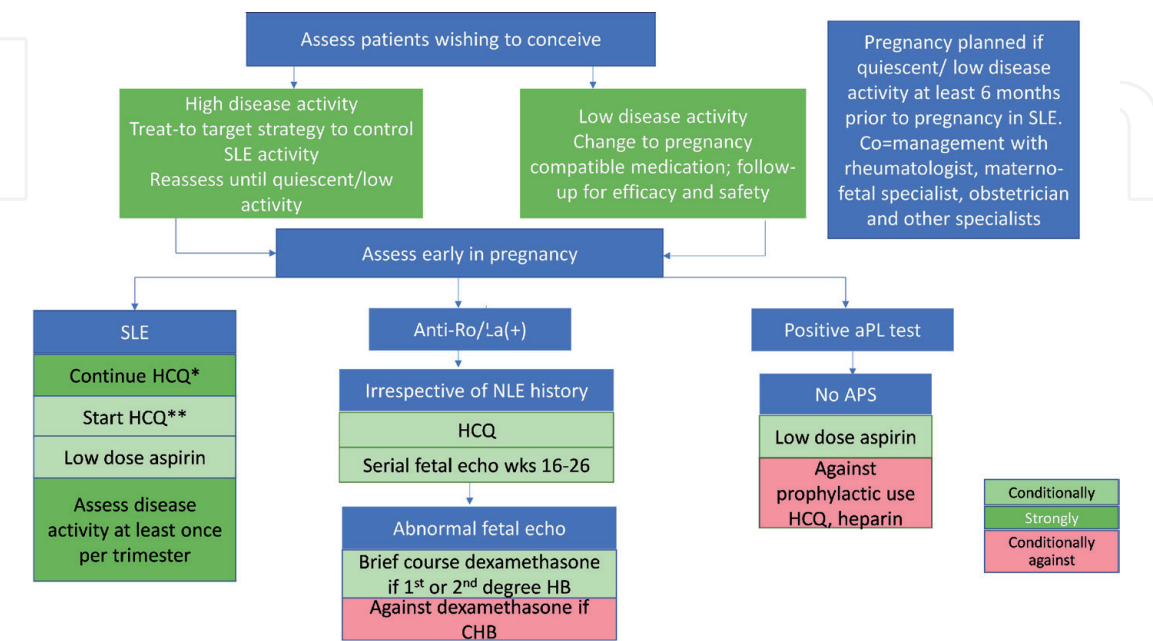 Assess patients wishing to conceive
Pregnancy planned if
quiescent/ low disease
activity at least 6 months
prior to pregnancy in SLE.
Co=management with
rheumatologist, materno-
fetal specialist, obstetrician
and other specialists
High disease activity
Treat-to target strategy to control
SLE activity
Reassess until quiescent/low
activity
Low disease activity
Change to pregnancy
compatible medication; follow-
up for efficacy and safety
Assess early in pregnancy
SLE
Continue HCQ*
Start HCQ**
Low dose aspirin
Assess disease
activity at least once
per trimester
Anti-Ro/La(+)
Irrespective of NLE history
HCQ
Serial fetal echo wks 16-26
Abnormal fetal echo
Brief course dexamethasone
if 1st or 2nd degree HB
Against dexamethasone if
CHB
Positive aPL test
No APS
Low dose aspirin
Against
prophylactic use
HCQ, heparin
Conditionally
Strongly
Conditionally
against